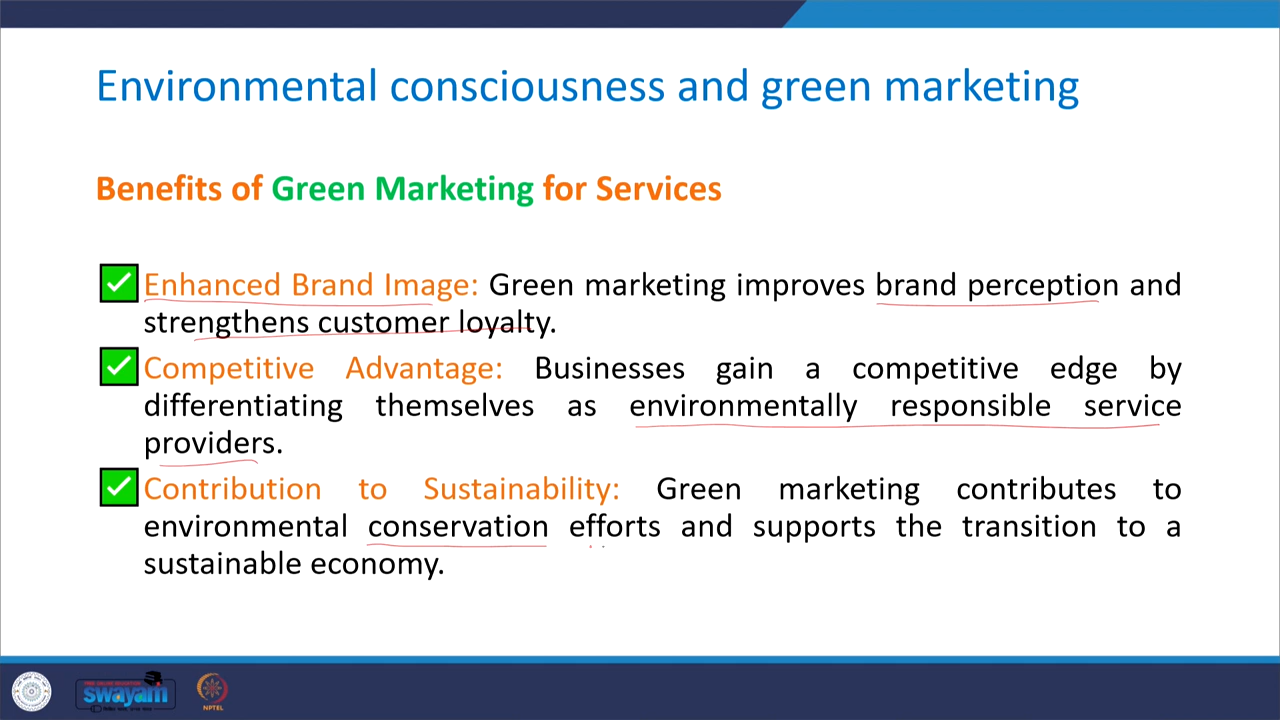 Environmental consciousness and green marketing
Benefits of Green Marketing for Services
Enhanced Brand Image: Green marketing improves brand perception and
strengthens customer loyalty.
Competitive Advantage: Businesses gain a competitive edge by
differentiating themselves as environmentally responsible service
providers.
Contribution to Sustainability: Green marketing contributes to
environmental conservation efforts and supports the transition to a
sustainable economy.
swayam
NPTEL